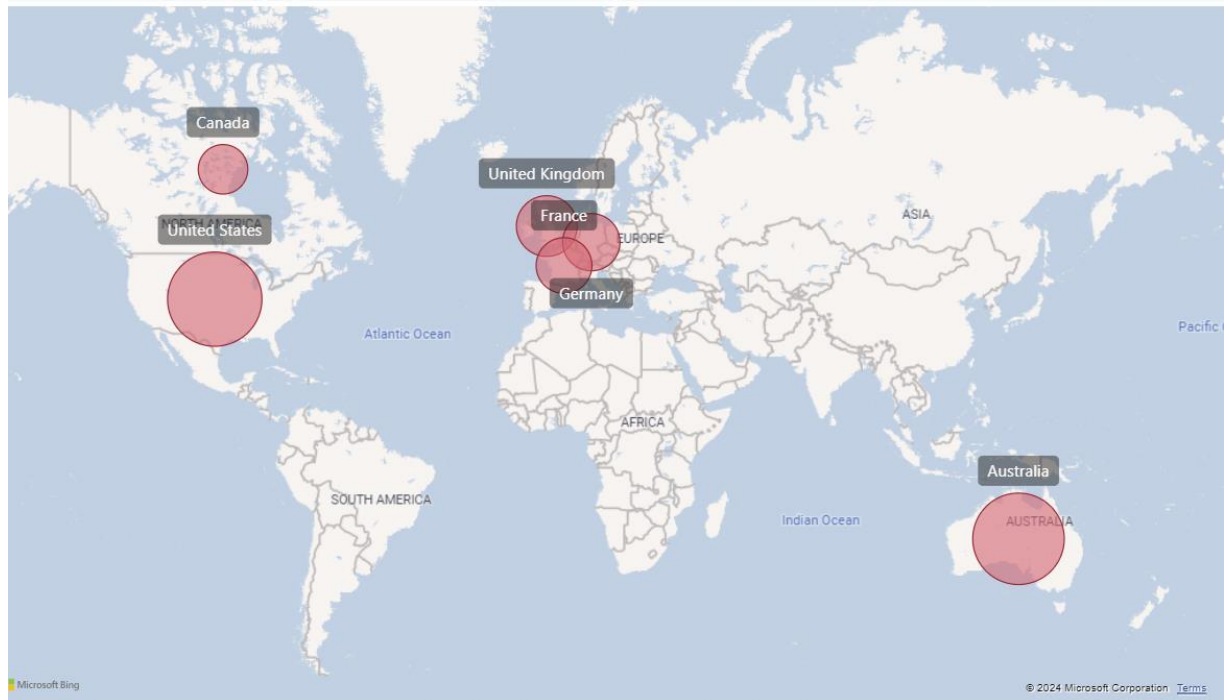 Canada
United Kingdom
NORTH AMERICA
United States
France
ASIA
EUROPE
Germany
Atlantic Ocean
Pacific
AFRICA
Australia
SOUTH AMERICA
Indian Ocean
AUSTRALIA
Microsoft Bing
© 2024 Microsoft Corporation Terms